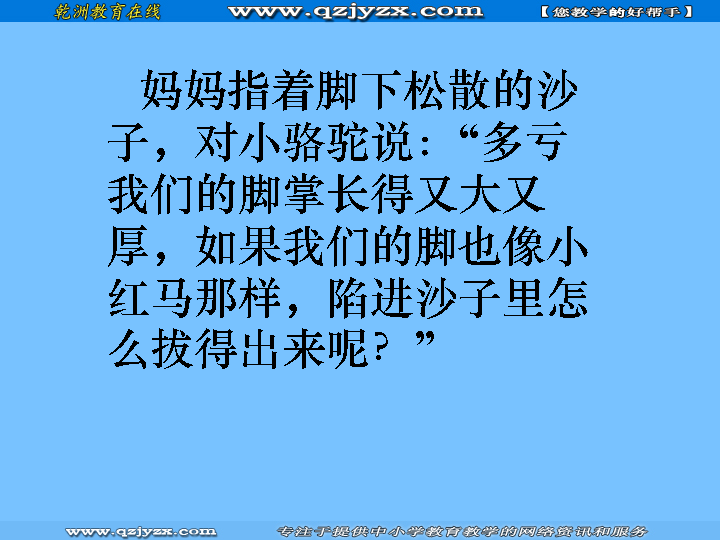 乾洲教育在线 www.qzjyzx.com 【您教学的好帮手】
妈妈指着脚下松散的沙
子，对小骆驼说：“多亏
我们的脚掌长得又大又
厚，如果我们的脚也像小
红马那样，陷进沙子里怎
么拔得出来呢？”
www.qzjyzx.com 专注于提供中小学教育教学的网络资讯和服务